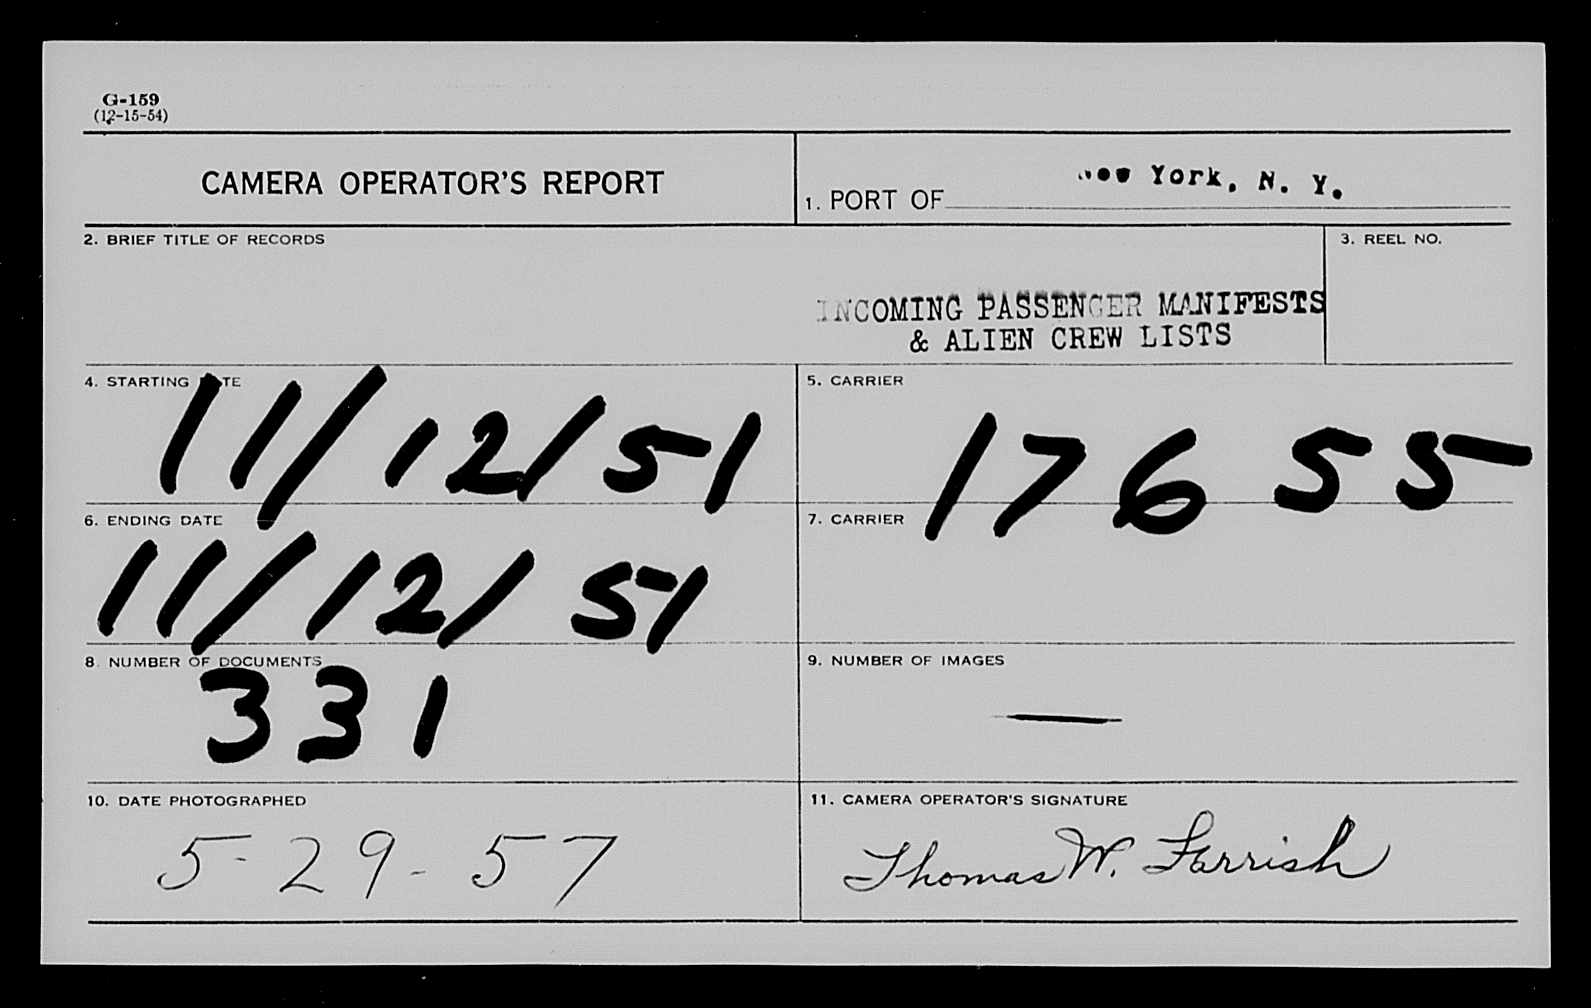 G-159
(12-15-54)
CAMERA OPERATOR'S REPORT
1. PORT OF New York, N. Y.
2. BRIEF TITLE OF RECORDS
INCOMING PASSENGER MANIFESTS
& ALIEN CREW LISTS
3. REEL NO.
4. STARTING DATE
11/12/51
5. CARRIER
17655
6. ENDING DATE
11/12/51
7. CARRIER
8. NUMBER OF DOCUMENTS
331
9. NUMBER OF IMAGES
—
10. DATE PHOTOGRAPHED
5-29-57
11. CAMERA OPERATOR'S SIGNATURE
Thomas W. Farrish